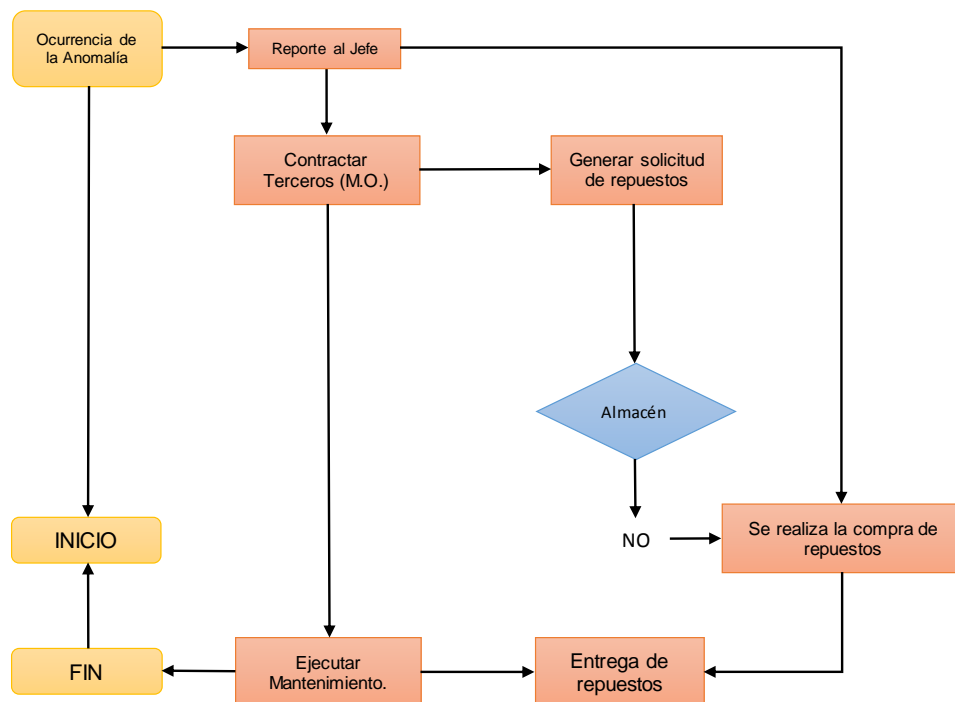 Ocurrencia de
la Anomalía
Reporte al Jefe
Contractar
Terceros (M.O.)
Generar solicitud
de repuestos
Almacén
INICIO
NO
Se realiza la compra de
repuestos
FIN
Ejecutar
Mantenimiento.
Entrega de
repuestos